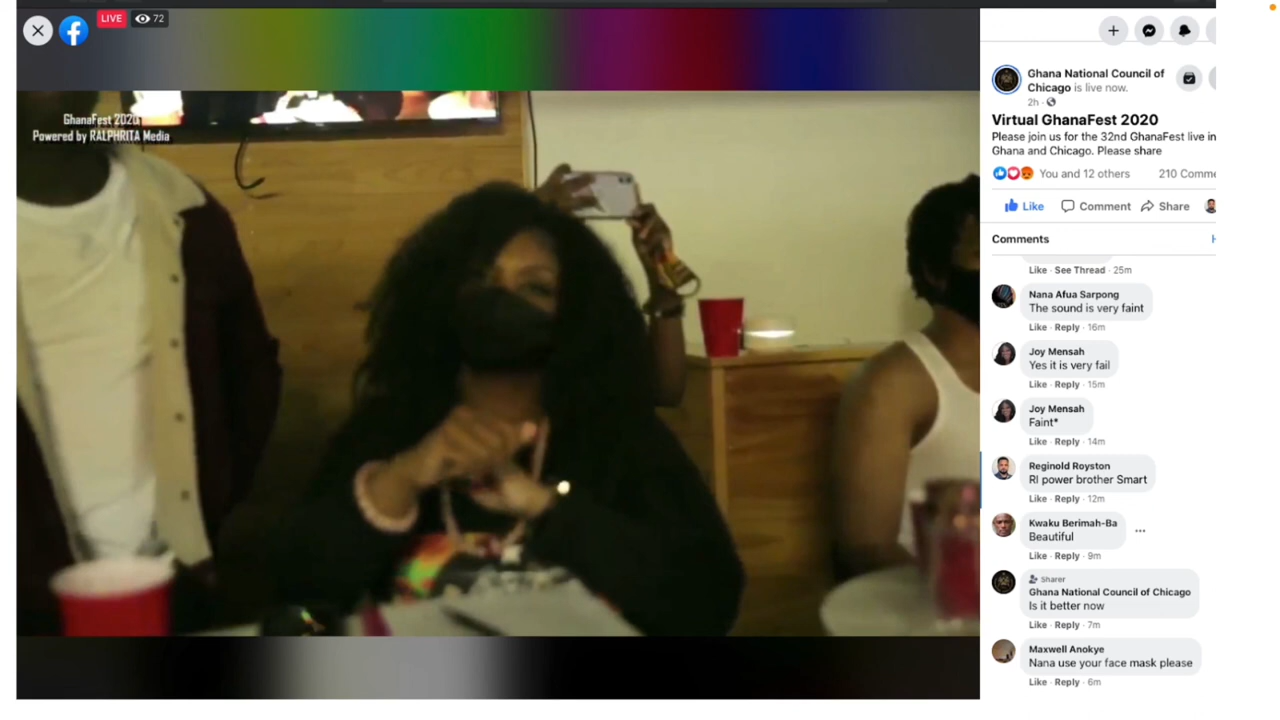 LIVE
72
GhanaFest 2020
Powered by RALPHRITA Media
Ghana National Council of
Chicago is live now.
2h
Virtual GhanaFest 2020
Please join us for the 32nd GhanaFest live in
Ghana and Chicago. Please share
You and 12 others
210
Like
Comment
Share
Comments
Like · See Thread · 25m
Nana Afua Sarpong
The sound is very faint
Like · Reply · 16m
Joy Mensah
Yes it is very fail
Like · Reply · 15m
Joy Mensah
Faint*
Like · Reply · 14m
Reginold Royston
RI power brother Smart
Like · Reply · 12m
Kwaku Berimah-Ba
Beautiful
Like · Reply · 9m
Sharer
Ghana National Council of Chicago
Is it better now
Like · Reply · 7m
Maxwell Anokye
Nana use your face mask please
Like · Reply · 6m